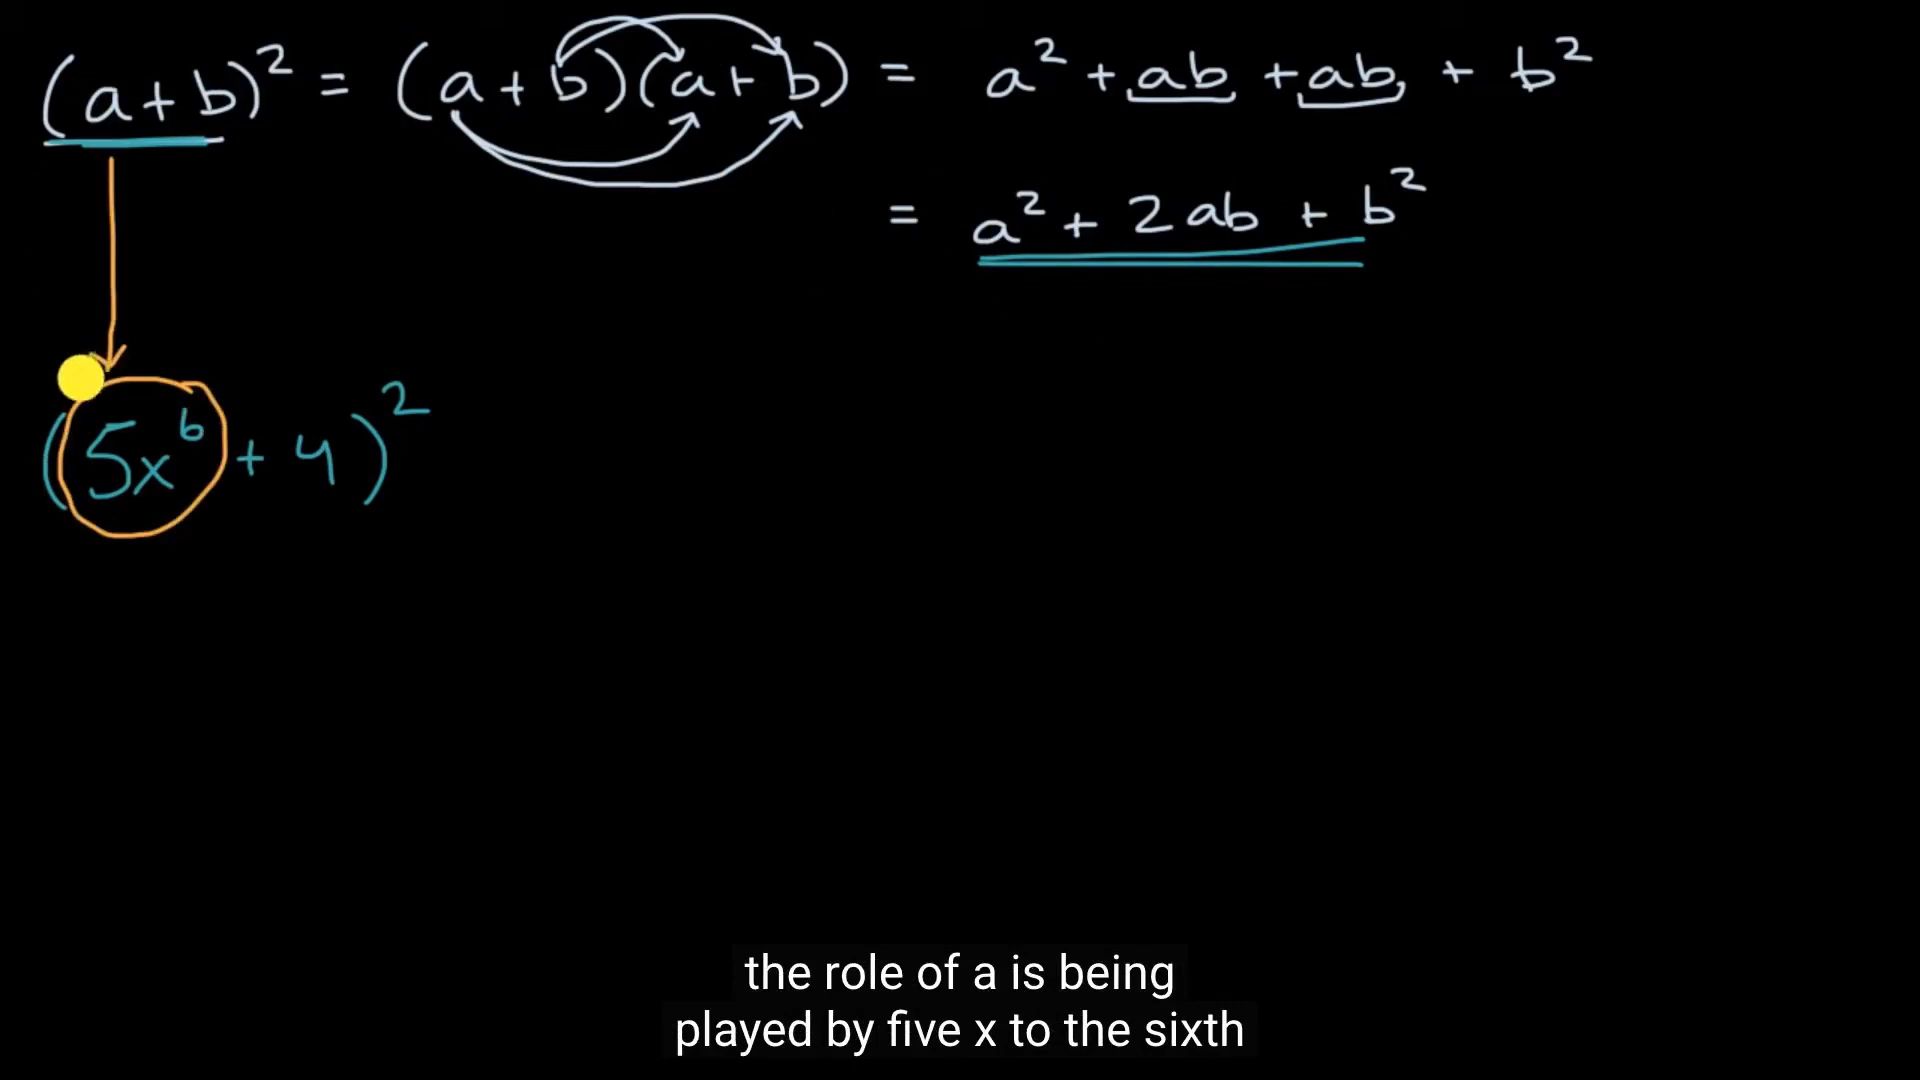 (a+b)² = (a+b)(a+b) = a² + ab + ab + b²
= a² + 2ab + b²
(5x⁶ + 4)²
the role of a is being
played by five x to the sixth